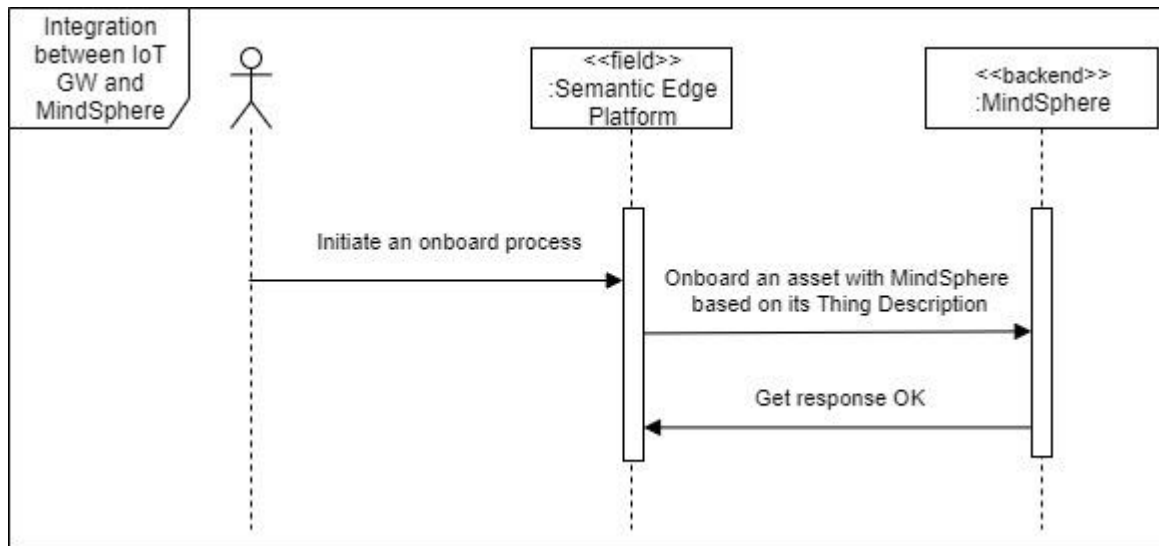 Integration
between IoT
GW and
MindSphere
<<field>>
:Semantic Edge
Platform
<<backend>>
:MindSphere
Initiate an onboard process
Onboard an asset with MindSphere
based on its Thing Description
Get response OK